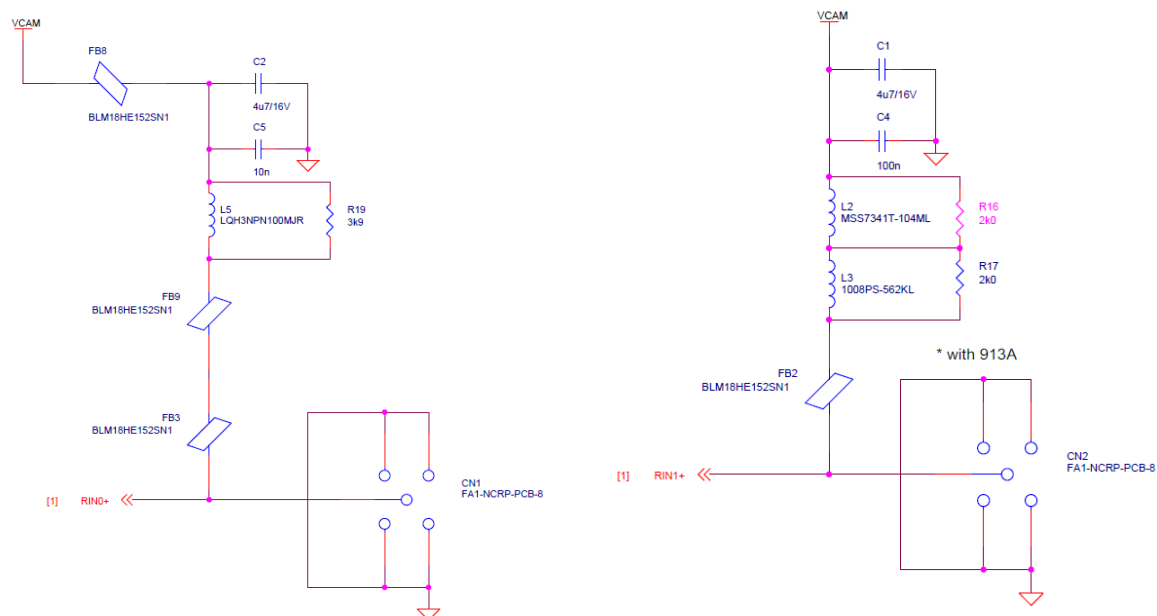 VCAM
FB8
BLM18HE152SN1
C2
4u7/16V
C5
10n
L5
LQH3NPN100MJR
R19
3k9
FB9
BLM18HE152SN1
FB3
BLM18HE152SN1
[1] RIN0+
CN1
FA1-NCRP-PCB-8
VCAM
C1
4u7/16V
C4
100n
L2
MSS7341T-104ML
R16
2k0
L3
1008PS-562KL
R17
2k0
* with 913A
FB2
BLM18HE152SN1
[1] RIN1+
CN2
FA1-NCRP-PCB-8